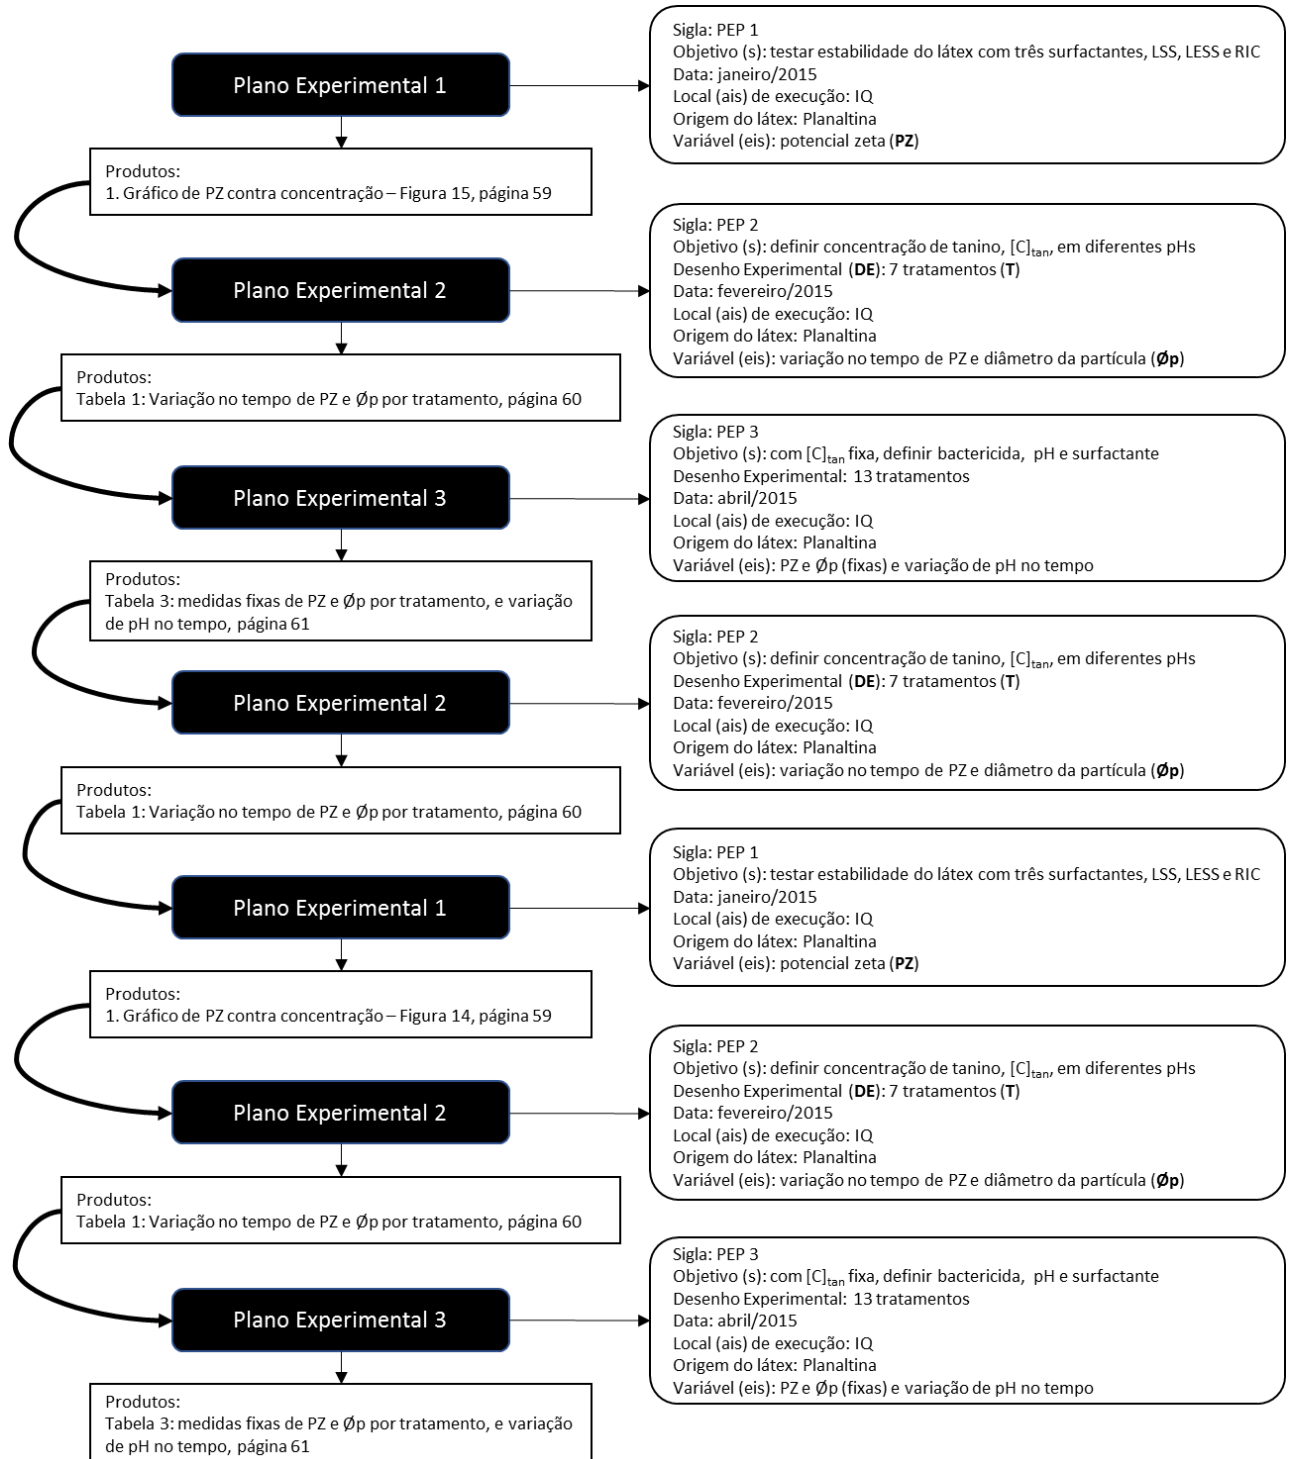 Plano Experimental 1
Sigla: PEP 1
Objetivo (s): testar estabilidade do látex com três surfactantes, LSS, LESS e RIC
Data: janeiro/2015
Local (ais) de execução: IQ
Origem do látex: Planaltina
Variável (eis): potencial zeta (PZ)
Produtos:
1. Gráfico de PZ contra concentração – Figura 15, página 59
Plano Experimental 2
Sigla: PEP 2
Objetivo (s): definir concentração de tanino, [C]tan, em diferentes pHs
Desenho Experimental (DE): 7 tratamentos (T)
Data: fevereiro/2015
Local (ais) de execução: IQ
Origem do látex: Planaltina
Variável (eis): variação no tempo de PZ e diâmetro da partícula (Øp)
Produtos:
Tabela 1: Variação no tempo de PZ e Øp por tratamento, página 60
Plano Experimental 3
Sigla: PEP 3
Objetivo (s): com [C]tan fixa, definir bactericida, pH e surfactante
Desenho Experimental: 13 tratamentos
Data: abril/2015
Local (ais) de execução: IQ
Origem do látex: Planaltina
Variável (eis): PZ e Øp (fixas) e variação de pH no tempo
Produtos:
Tabela 3: medidas fixas de PZ e Øp por tratamento, e variação
de pH no tempo, página 61
Plano Experimental 2
Sigla: PEP 2
Objetivo (s): definir concentração de tanino, [C]tan, em diferentes pHs
Desenho Experimental (DE): 7 tratamentos (T)
Data: fevereiro/2015
Local (ais) de execução: IQ
Origem do látex: Planaltina
Variável (eis): variação no tempo de PZ e diâmetro da partícula (Øp)
Produtos:
Tabela 1: Variação no tempo de PZ e Øp por tratamento, página 60
Plano Experimental 1
Sigla: PEP 1
Objetivo (s): testar estabilidade do látex com três surfactantes, LSS, LESS e RIC
Data: janeiro/2015
Local (ais) de execução: IQ
Origem do látex: Planaltina
Variável (eis): potencial zeta (PZ)
Produtos:
1. Gráfico de PZ contra concentração – Figura 14, página 59
Plano Experimental 2
Sigla: PEP 2
Objetivo (s): definir concentração de tanino, [C]tan, em diferentes pHs
Desenho Experimental (DE): 7 tratamentos (T)
Data: fevereiro/2015
Local (ais) de execução: IQ
Origem do látex: Planaltina
Variável (eis): variação no tempo de PZ e diâmetro da partícula (Øp)
Produtos:
Tabela 1: Variação no tempo de PZ e Øp por tratamento, página 60
Plano Experimental 3
Sigla: PEP 3
Objetivo (s): com [C]tan fixa, definir bactericida, pH e surfactante
Desenho Experimental: 13 tratamentos
Data: abril/2015
Local (ais) de execução: IQ
Origem do látex: Planaltina
Variável (eis): PZ e Øp (fixas) e variação de pH no tempo
Produtos:
Tabela 3: medidas fixas de PZ e Øp por tratamento, e variação
de pH no tempo, página 61